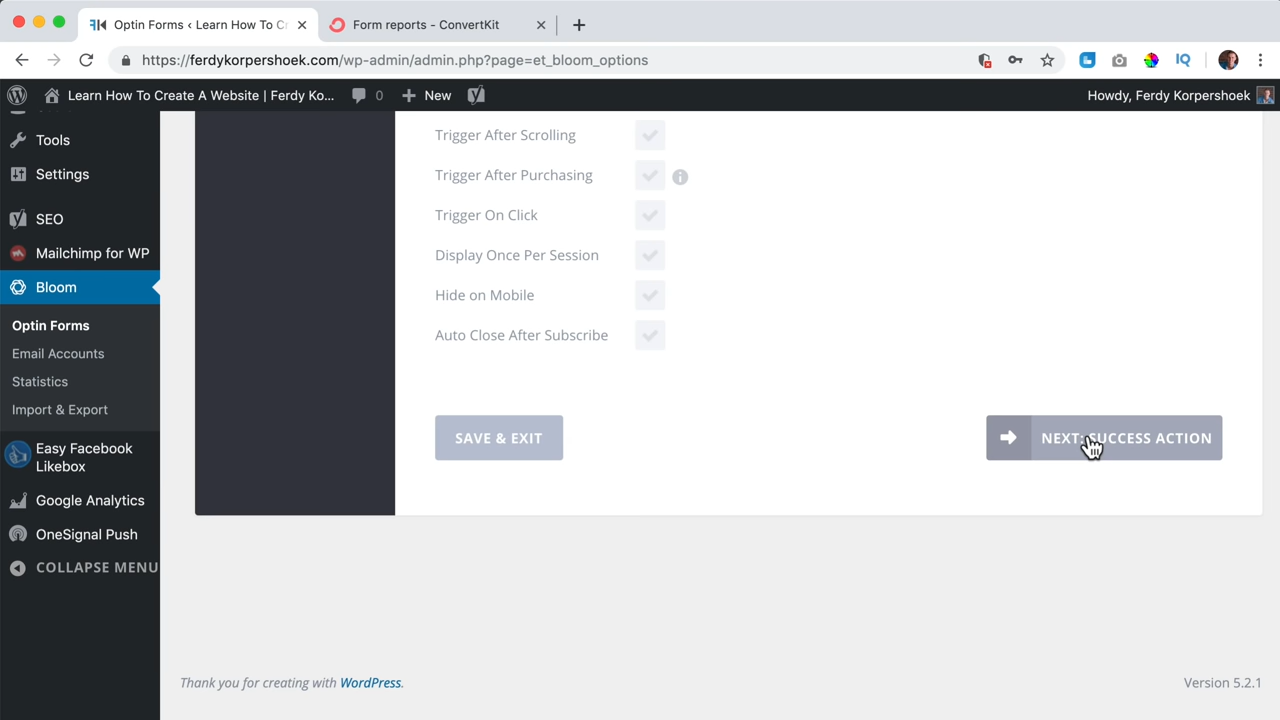 Optin Forms ‹ Learn How To Cr
Form reports - ConvertKit
https://ferdykorpershoek.com/wp-admin/admin.php?page=et_bloom_options
IQ
Learn How To Create A Website | Ferdy Ko...
0
New
Howdy, Ferdy Korpershoek
Tools
Settings
SEO
Mailchimp for WP
Bloom
Optin Forms
Email Accounts
Statistics
Import & Export
Easy Facebook
Likebox
Google Analytics
OneSignal Push
COLLAPSE MENU
Trigger After Scrolling
Trigger After Purchasing
Trigger On Click
Display Once Per Session
Hide on Mobile
Auto Close After Subscribe
SAVE & EXIT
NEXT: SUCCESS ACTION
Thank you for creating with WordPress.
Version 5.2.1